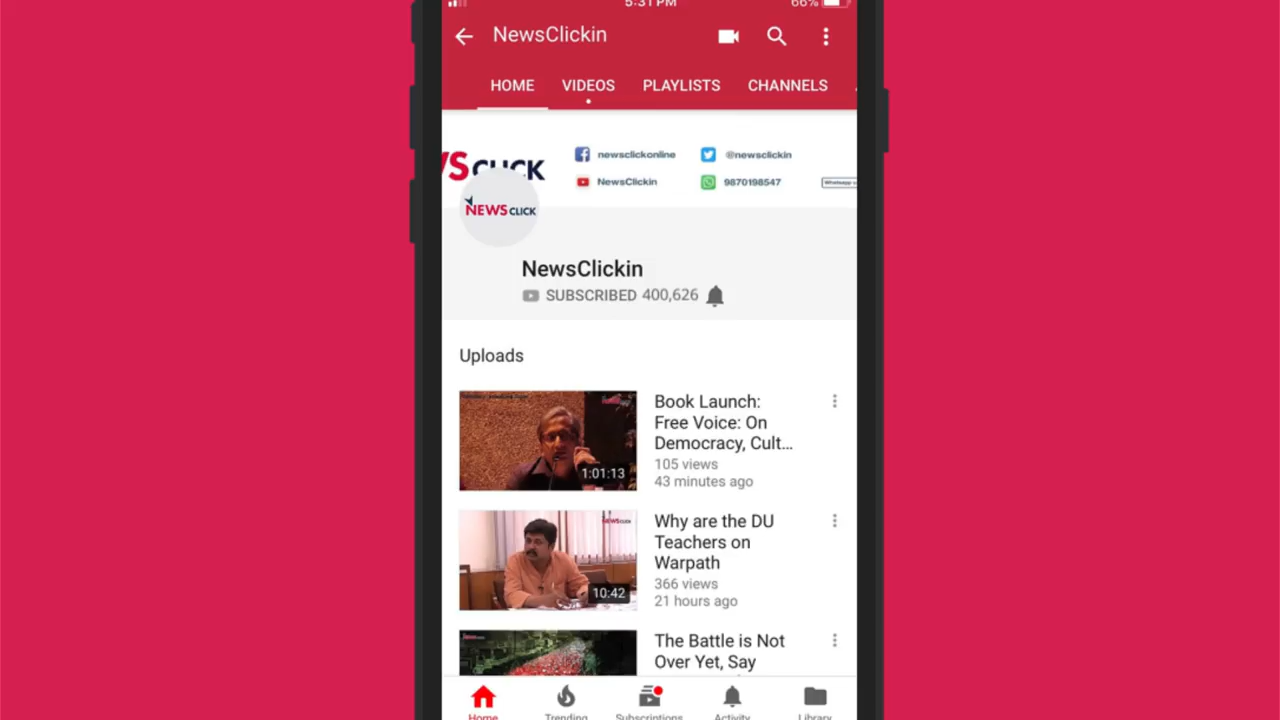 5:31 PM
66%
NewsClickin
HOME VIDEOS PLAYLISTS CHANNELS
S CLICK
newsclickonline @newsclickin
NewsClickin 9870198547
NEWSCLICK
NewsClickin
SUBSCRIBED 400,626
Uploads
Book Launch:
Free Voice: On
Democracy, Cult...
105 views
43 minutes ago
1:01:13
Why are the DU
Teachers on
Warpath
366 views
21 hours ago
NEWSCLICK
10:42
The Battle is Not
Over Yet, Say
Home Trending Subscriptions Activity Library